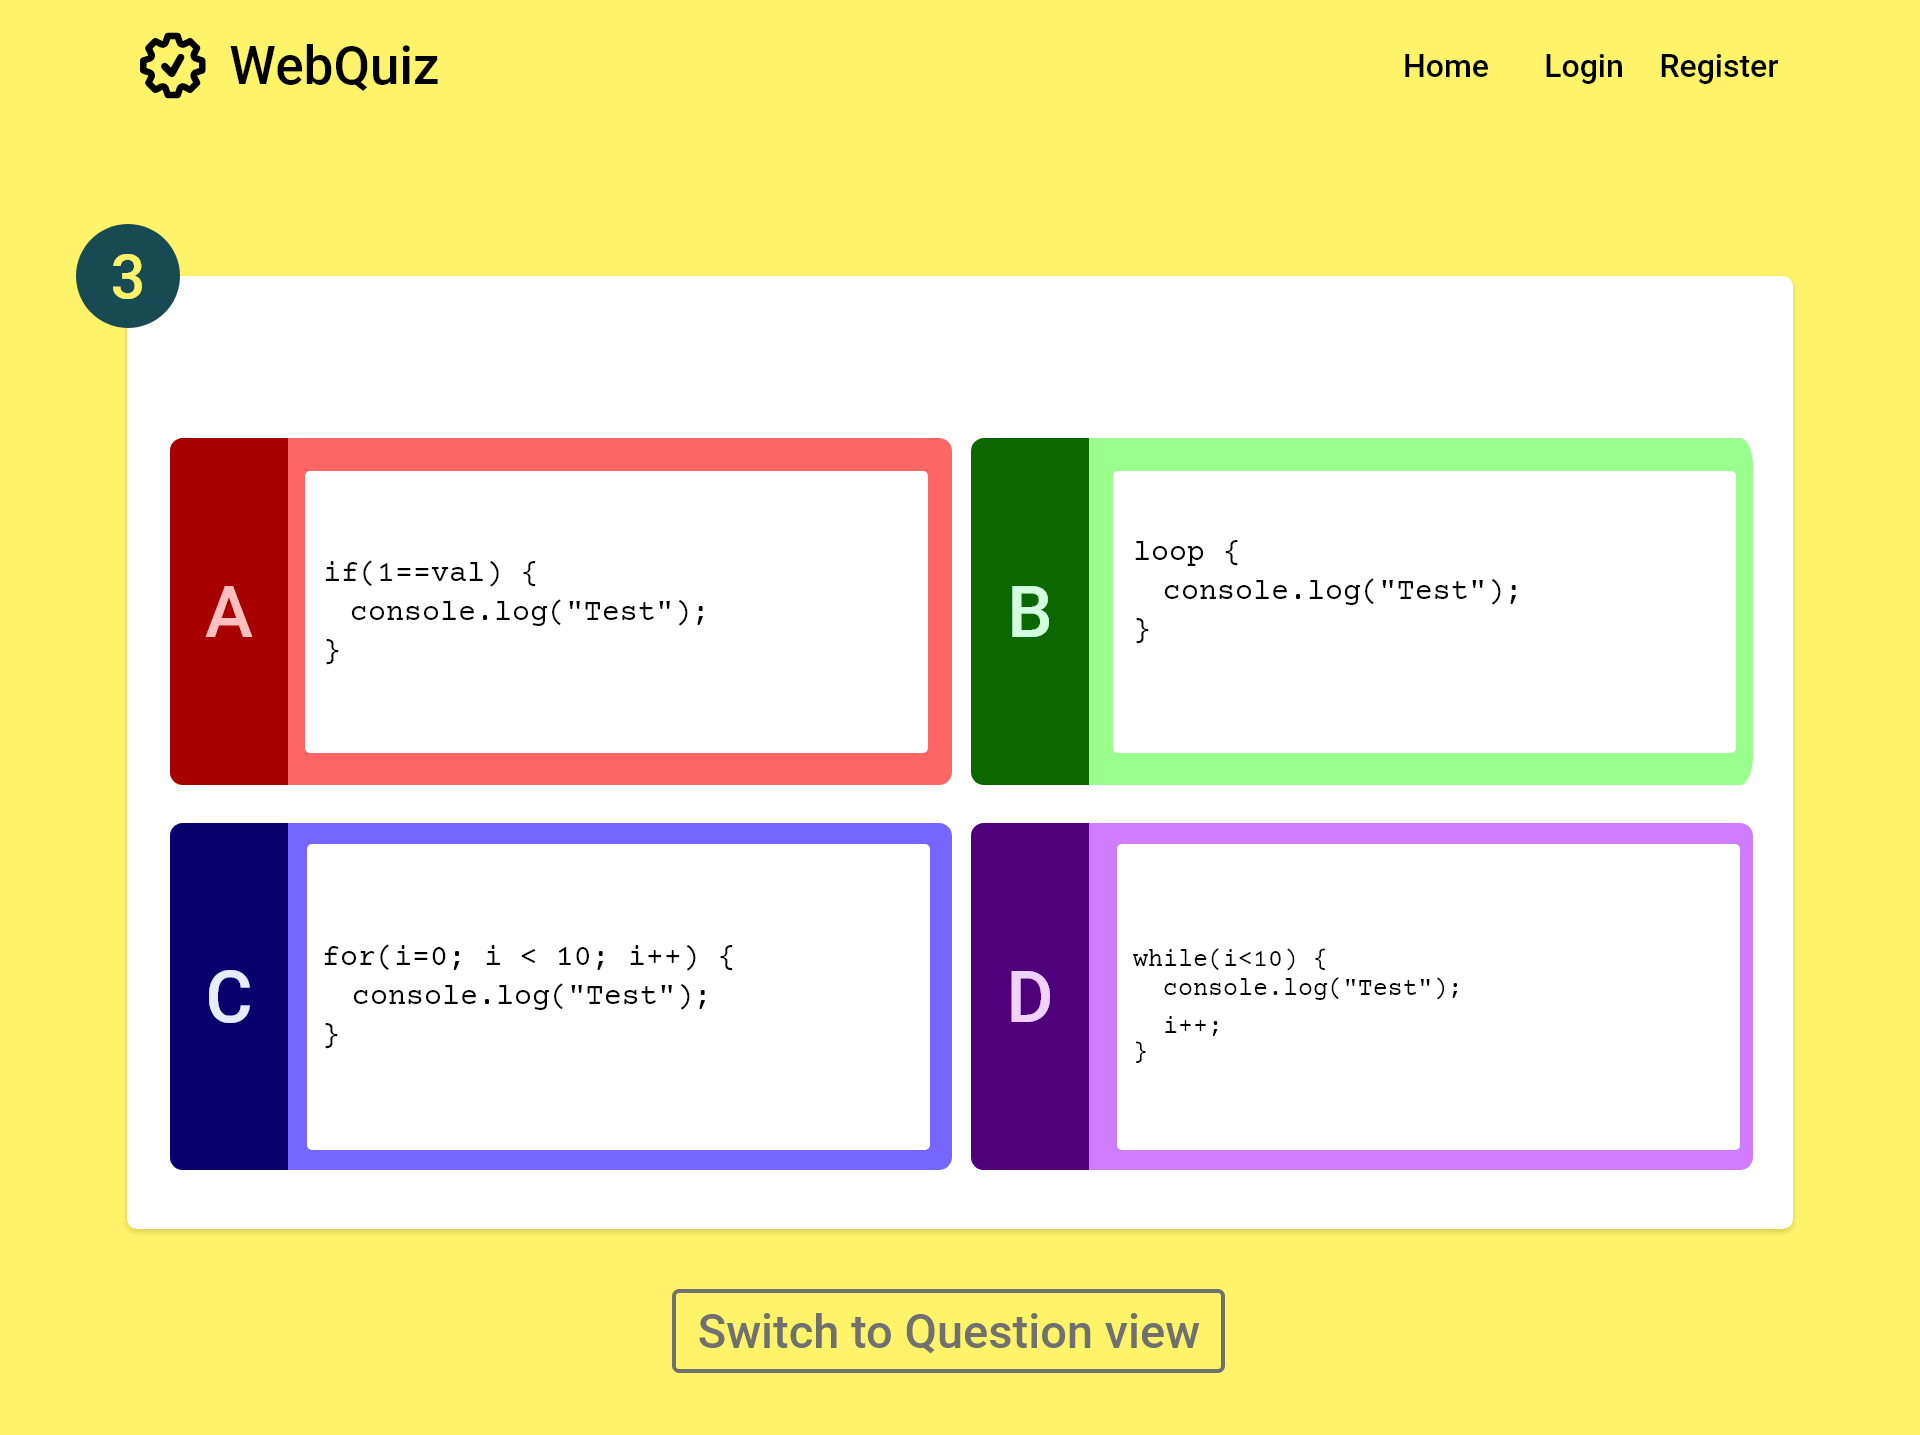 WebQuiz
Home Login Register
3
A
if(1==val) {
  console.log("Test");
}
B
loop {
  console.log("Test");
}
C
for(i=0; i < 10; i++) {
  console.log("Test");
}
D
while(i<10) {
  console.log("Test");
  i++;
}
Switch to Question view